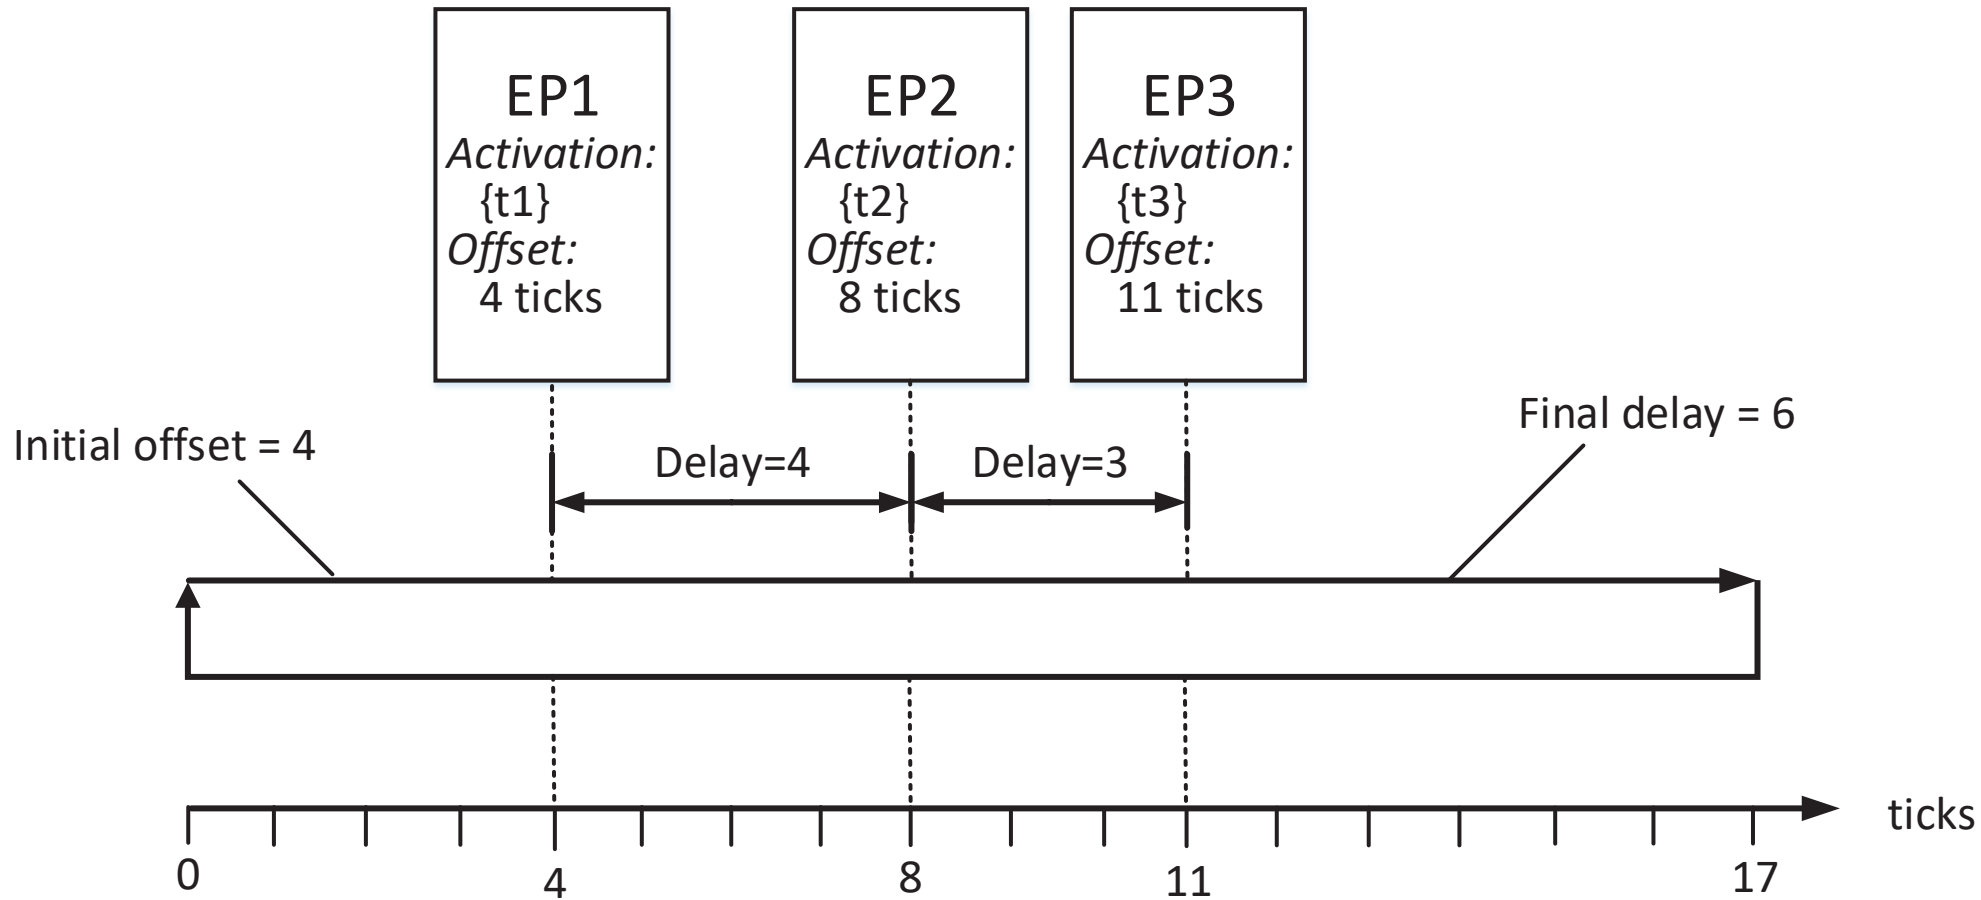 EP1
Activation:
{t1}
Offset:
4 ticks
EP2
Activation:
{t2}
Offset:
8 ticks
EP3
Activation:
{t3}
Offset:
11 ticks
Initial offset = 4
Delay=4
Delay=3
Final delay = 6
ticks
0
4
8
11
17